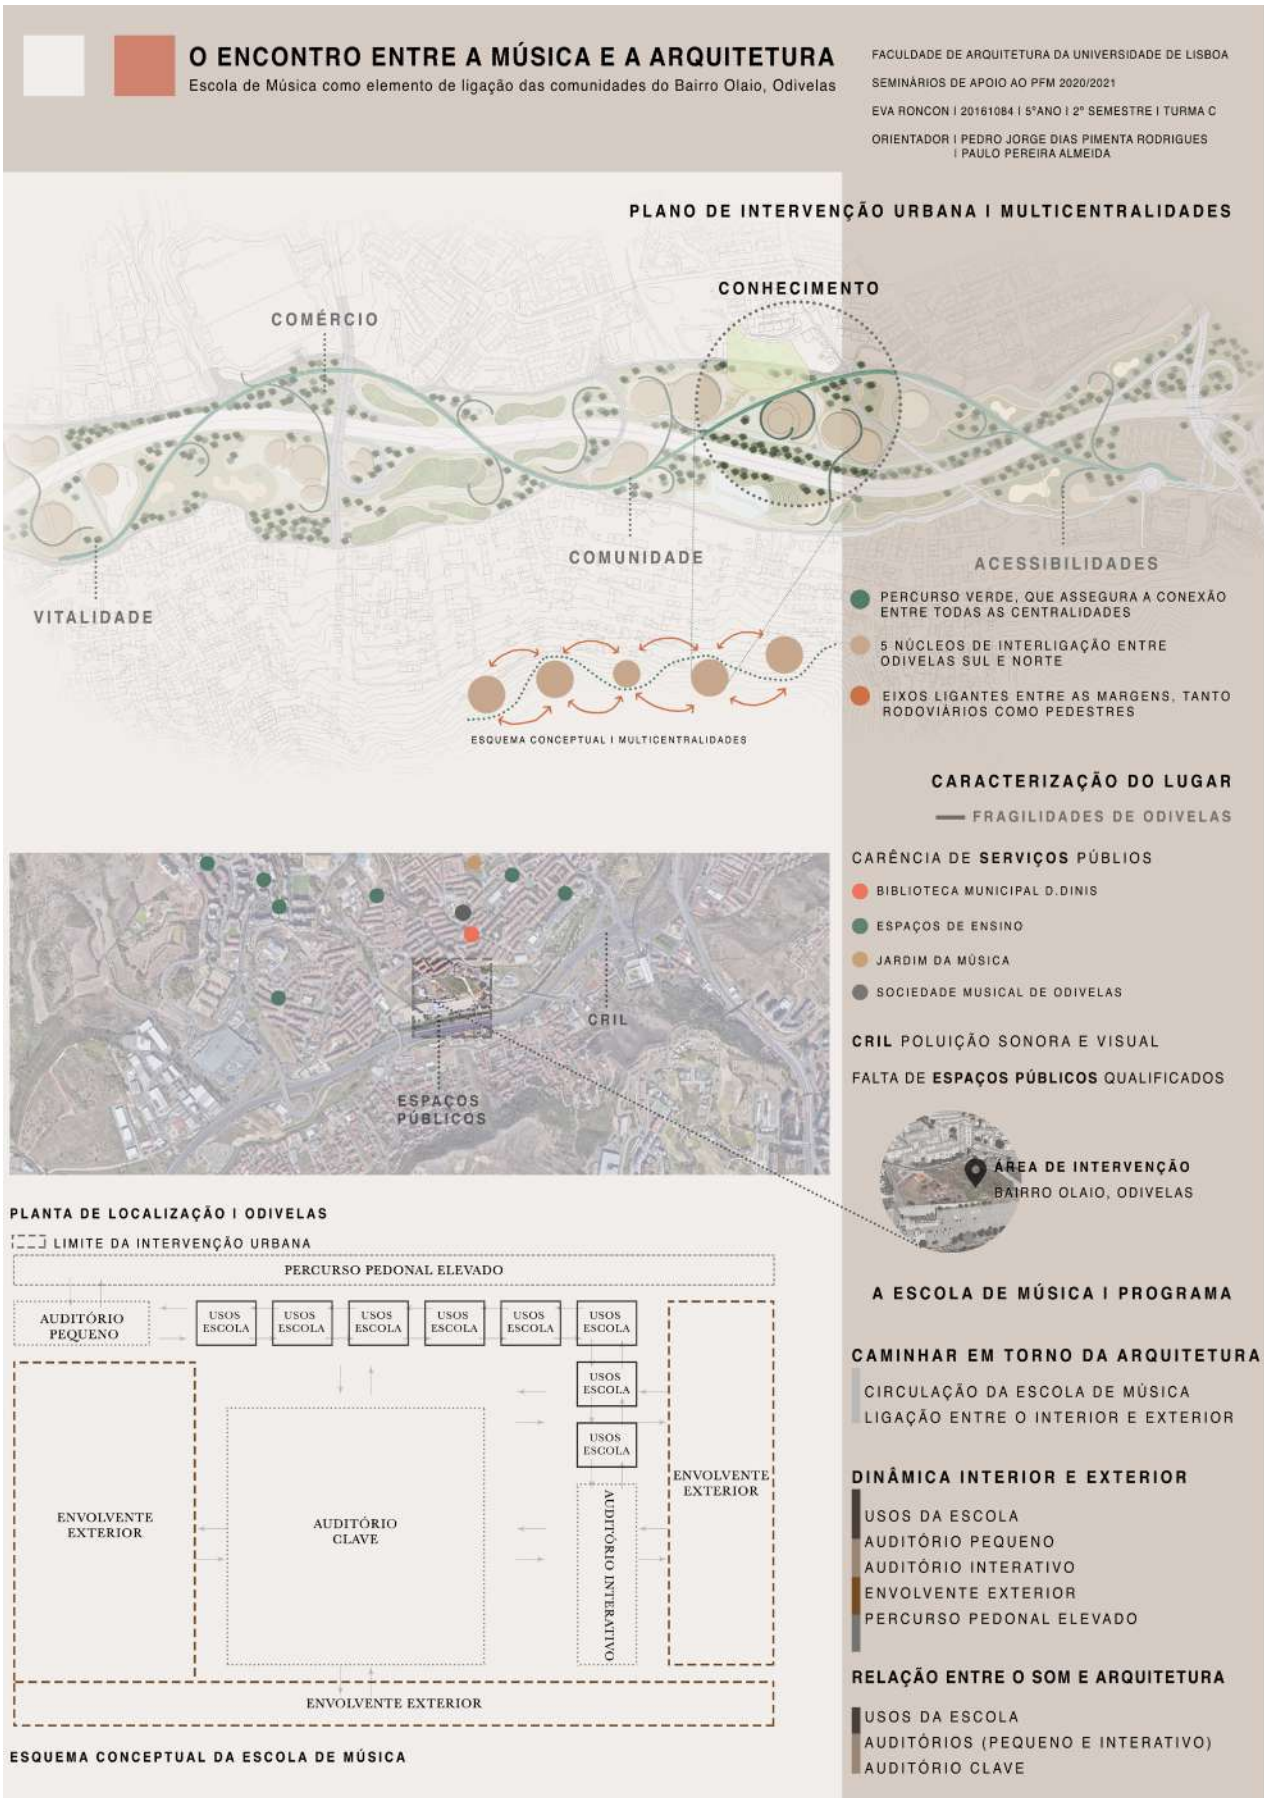 O ENCONTRO ENTRE A MÚSICA E A ARQUITETURA
Escola de Música como elemento de ligação das comunidades do Bairro Olaio, Odivelas
FACULDADE DE ARQUITETURA DA UNIVERSIDADE DE LISBOA
SEMINÁRIOS DE APOIO AO PFM 2020/2021
EVA RONCON I 20161084 I 5ºANO I 2º SEMESTRE I TURMA C
ORIENTADOR I PEDRO JORGE DIAS PIMENTA RODRIGUES
I PAULO PEREIRA ALMEIDA
PLANO DE INTERVENÇÃO URBANA I MULTICENTRALIDADES
CONHECIMENTO
COMÉRCIO
COMUNIDADE
ACESSIBILIDADES
VITALIDADE
PERCURSO VERDE, QUE ASSEGURA A CONEXÃO
ENTRE TODAS AS CENTRALIDADES
5 NÚCLEOS DE INTERLIGAÇÃO ENTRE
ODIVELAS SUL E NORTE
EIXOS LIGANTES ENTRE AS MARGENS, TANTO
RODOVIÁRIOS COMO PEDESTRES
ESQUEMA CONCEPTUAL I MULTICENTRALIDADES
CARACTERIZAÇÃO DO LUGAR
FRAGILIDADES DE ODIVELAS
CARÊNCIA DE SERVIÇOS PÚBLIOS
BIBLIOTECA MUNICIPAL D.DINIS
ESPAÇOS DE ENSINO
JARDIM DA MÚSICA
SOCIEDADE MUSICAL DE ODIVELAS
CRIL POLUIÇÃO SONORA E VISUAL
FALTA DE ESPAÇOS PÚBLICOS QUALIFICADOS
CRIL
ESPAÇOS
PÚBLICOS
ÁREA DE INTERVENÇÃO
BAIRRO OLAIO, ODIVELAS
PLANTA DE LOCALIZAÇÃO I ODIVELAS
LIMITE DA INTERVENÇÃO URBANA
PERCURSO PEDONAL ELEVADO
AUDITÓRIO
PEQUENO
USOS
ESCOLA
USOS
ESCOLA
USOS
ESCOLA
USOS
ESCOLA
USOS
ESCOLA
USOS
ESCOLA
USOS
ESCOLA
USOS
ESCOLA
ENVOLVENTE
EXTERIOR
AUDITÓRIO
CLAVE
AUDITÓRIO INTERATIVO
ENVOLVENTE
EXTERIOR
ENVOLVENTE EXTERIOR
ESQUEMA CONCEPTUAL DA ESCOLA DE MÚSICA
A ESCOLA DE MÚSICA I PROGRAMA
CAMINHAR EM TORNO DA ARQUITETURA
CIRCULAÇÃO DA ESCOLA DE MÚSICA
LIGAÇÃO ENTRE O INTERIOR E EXTERIOR
DINÂMICA INTERIOR E EXTERIOR
USOS DA ESCOLA
AUDITÓRIO PEQUENO
AUDITÓRIO INTERATIVO
ENVOLVENTE EXTERIOR
PERCURSO PEDONAL ELEVADO
RELAÇÃO ENTRE O SOM E ARQUITETURA
USOS DA ESCOLA
AUDITÓRIOS (PEQUENO E INTERATIVO)
AUDITÓRIO CLAVE